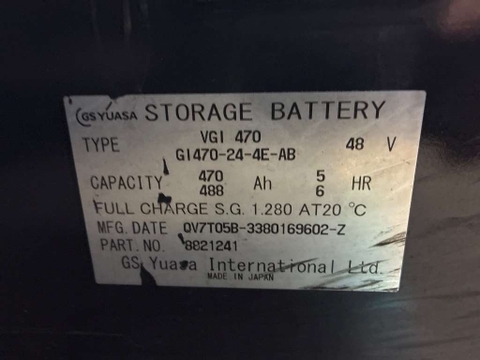 GS YUASA STORAGE BATTERY
TYPE VGI 470 48 V
GI470-24-4E-AB
CAPACITY 470 Ah 5 HR
488 6
FULL CHARGE S.G. 1.280 AT20 °C
MFG. DATE 0V7T05B-3380169602-Z
PART. NO. 8821241
GS Yuasa International Ltd.
MADE IN JAPAN